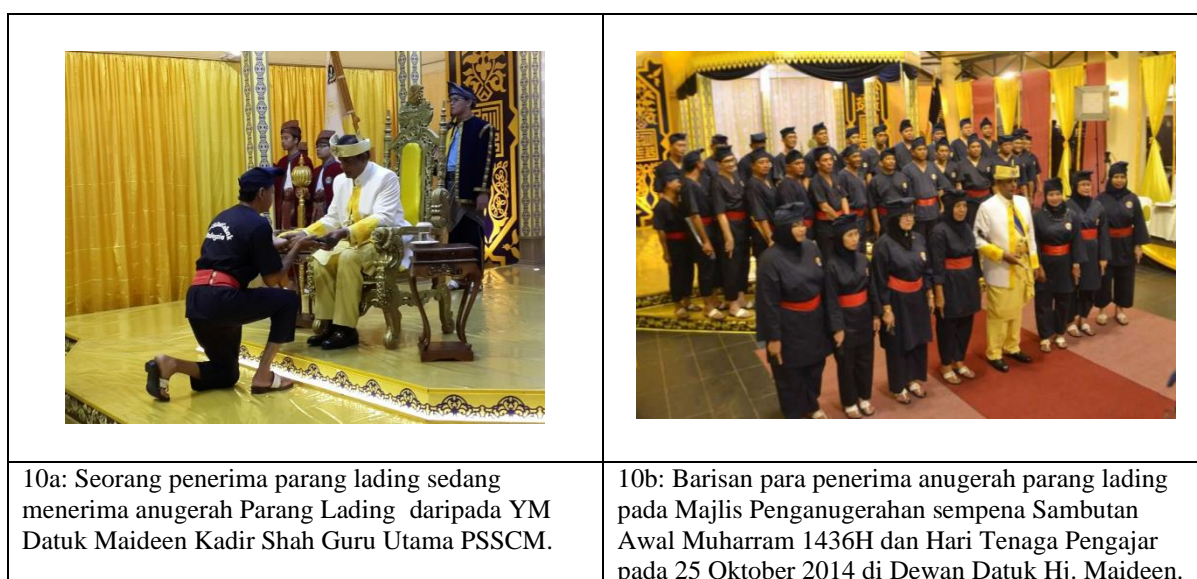 10a: Seorang penerima parang lading sedang
menerima anugerah Parang Lading daripada YM
Datuk Maideen Kadir Shah Guru Utama PSSCM.
10b: Barisan para penerima anugerah parang lading
pada Majlis Penganugerahan sempena Sambutan
Awal Muharram 1436H dan Hari Tenaga Pengajar
pada 25 Oktober 2014 di Dewan Datuk Hj. Maideen.